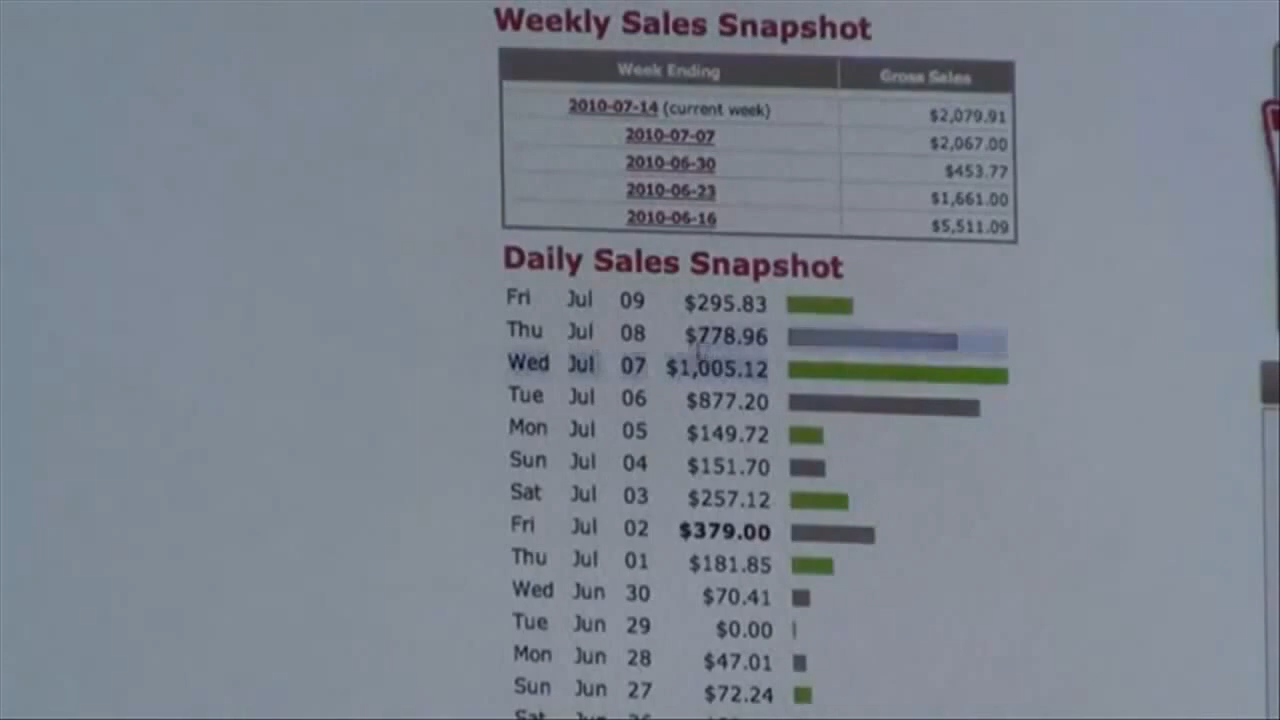 Weekly Sales Snapshot
Week Ending Gross Sales
2010-07-14 (current week) $2,079.91
2010-07-07 $2,067.00
2010-06-30 $453.77
2010-06-23 $1,661.00
2010-06-16 $5,511.09
Daily Sales Snapshot
Fri Jul 09 $295.83
Thu Jul 08 $778.96
Wed Jul 07 $1,005.12
Tue Jul 06 $877.20
Mon Jul 05 $149.72
Sun Jul 04 $151.70
Sat Jul 03 $257.12
Fri Jul 02 $379.00
Thu Jul 01 $181.85
Wed Jun 30 $70.41
Tue Jun 29 $0.00
Mon Jun 28 $47.01
Sun Jun 27 $72.24
Sat Jun